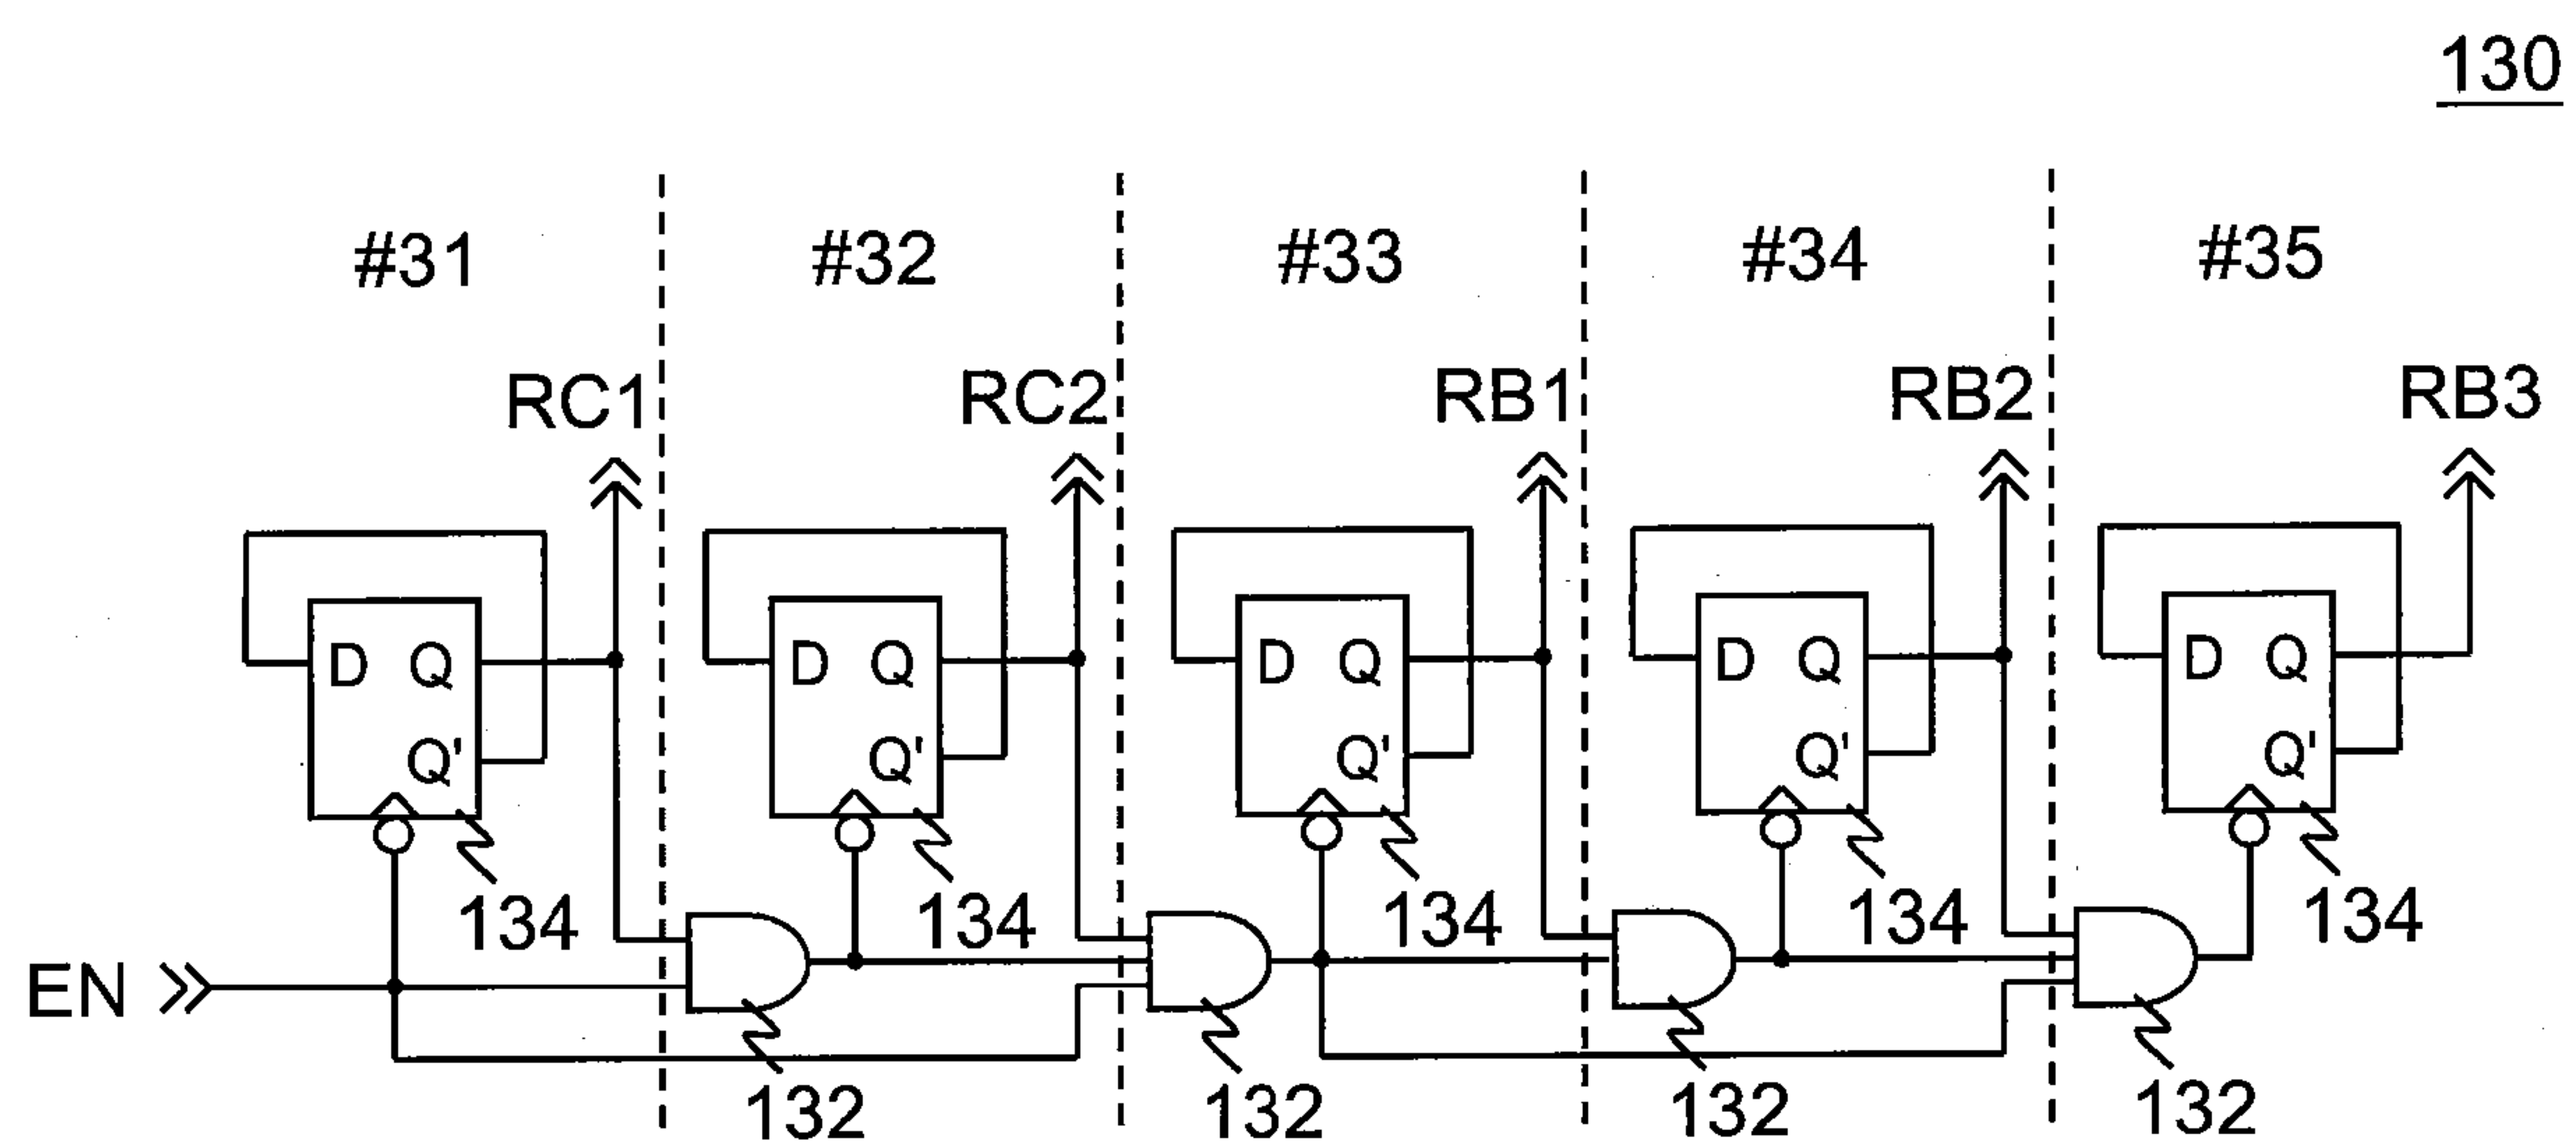 130
#31 #32 #33 #34 #35
RC1 RC2 RB1 RB2 RB3
D Q D Q D Q D Q D Q
Q' Q' Q' Q' Q'
134 134 134 134 134
EN
132 132 132 132